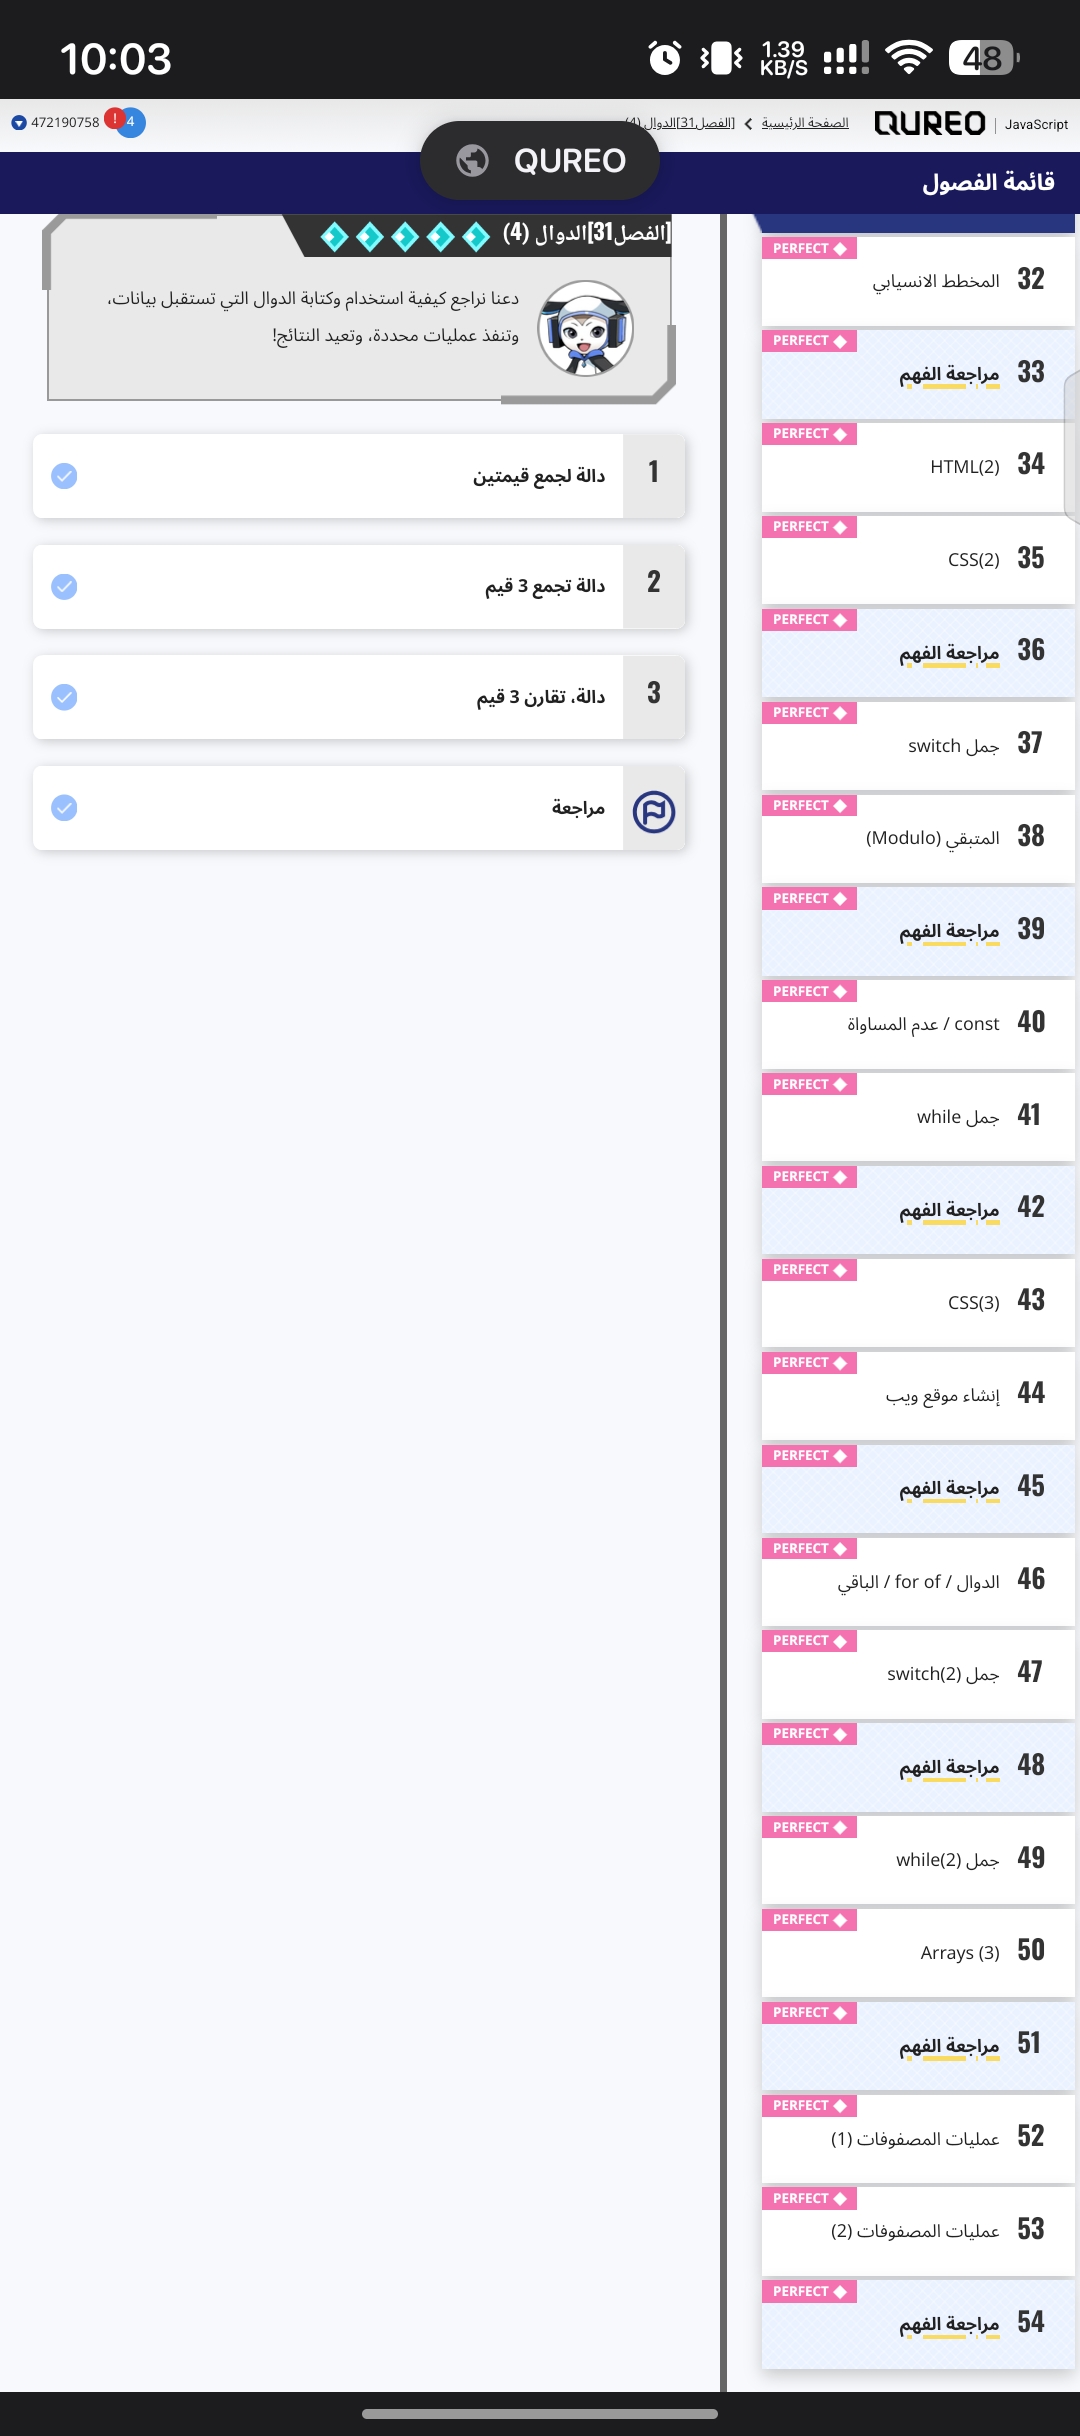 10:03
1.39
KB/S
48
QUREO | JavaScript
الصفحة الرئيسية
[الفصل31]الدوال (4)
472190758
!
4
QUREO
قائمة الفصول
[الفصل31]الدوال (4)
دعنا نراجع كيفية استخدام وكتابة الدوال التي تستقبل بيانات،
وتنفذ عمليات محددة، وتعيد النتائج!
1 دالة لجمع قيمتين
2 دالة تجمع 3 قيم
3 دالة، تقارن 3 قيم
مراجعة
PERFECT
32 المخطط الانسيابي
PERFECT
33 مراجعة الفهم
PERFECT
34 HTML(2)
PERFECT
35 CSS(2)
PERFECT
36 مراجعة الفهم
PERFECT
37 جمل switch
PERFECT
38 المتبقي (Modulo)
PERFECT
39 مراجعة الفهم
PERFECT
40 const / عدم المساواة
PERFECT
41 جمل while
PERFECT
42 مراجعة الفهم
PERFECT
43 CSS(3)
PERFECT
44 إنشاء موقع ويب
PERFECT
45 مراجعة الفهم
PERFECT
46 الدوال / for of / الباقي
PERFECT
47 جمل switch(2)
PERFECT
48 مراجعة الفهم
PERFECT
49 جمل while(2)
PERFECT
50 Arrays (3)
PERFECT
51 مراجعة الفهم
PERFECT
52 عمليات المصفوفات (1)
PERFECT
53 عمليات المصفوفات (2)
PERFECT
54 مراجعة الفهم